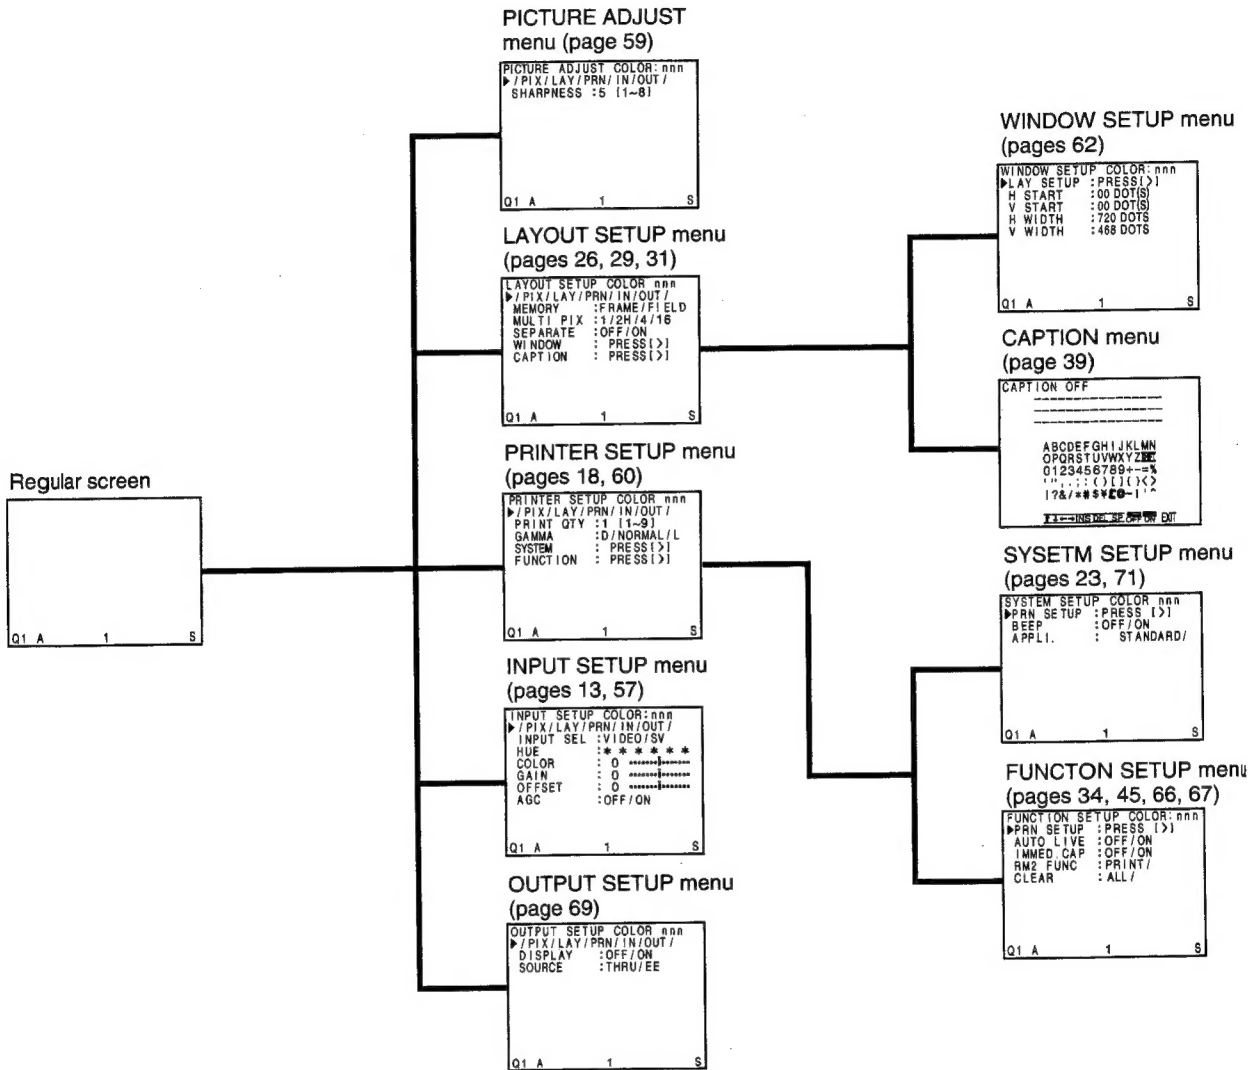 Regular screen
Q1 A 1 S
PICTURE ADJUST
menu (page 59)
PICTURE ADJUST COLOR:nnn
▶/PIX/LAY/PRN/IN/OUT/
SHARPNESS :5 [1~8]
Q1 A 1 S
LAYOUT SETUP menu
(pages 26, 29, 31)
LAYOUT SETUP COLOR nnn
▶/PIX/LAY/PRN/IN/OUT/
MEMORY :FRAME/FIELD
MULTI PIX :1/2H/4/16
SEPARATE :OFF/ON
WINDOW : PRESS[>]
CAPTION : PRESS[>]
Q1 A 1 S
PRINTER SETUP menu
(pages 18, 60)
PRINTER SETUP COLOR nnn
▶/PIX/LAY/PRN/IN/OUT/
PRINT QTY :1 [1~9]
GAMMA :D/NORMAL/L
SYSTEM : PRESS[>]
FUNCTION : PRESS[>]
Q1 A 1 S
INPUT SETUP menu
(pages 13, 57)
INPUT SETUP COLOR:nnn
▶/PIX/LAY/PRN/IN/OUT/
INPUT SEL :VIDEO/SV
HUE :* * * * * *
COLOR : 0
GAIN : 0
OFFSET : 0
AGC :OFF/ON
Q1 A 1 S
OUTPUT SETUP menu
(page 69)
OUTPUT SETUP COLOR nnn
▶/PIX/LAY/PRN/IN/OUT/
DISPLAY :OFF/ON
SOURCE :THRU/EE
Q1 A 1 S
WINDOW SETUP menu
(pages 62)
WINDOW SETUP COLOR:nnn
▶LAY SETUP :PRESS[>]
H START :00 DOT(S)
V START :00 DOT(S)
H WIDTH :720 DOTS
V WIDTH :468 DOTS
Q1 A 1 S
CAPTION menu
(page 39)
CAPTION OFF
ABCDEFGHIJKLMN
OPQRSTUVWXYZ
0123456789+-=%
'",.;:()[]{}<>
!?&/*#$¥£@~|'^
↑↓←→INS DEL SP OFF ON EXIT
SYSETM SETUP menu
(pages 23, 71)
SYSTEM SETUP COLOR nnn
▶PRN SETUP :PRESS [>]
BEEP :OFF/ON
APPLI. : STANDARD/
Q1 A 1 S
FUNCTON SETUP menu
(pages 34, 45, 66, 67)
FUNCTION SETUP COLOR:nnn
▶PRN SETUP :PRESS [>]
AUTO LIVE :OFF/ON
IMMED.CAP :OFF/ON
RM2 FUNC :PRINT/
CLEAR :ALL/
Q1 A 1 S